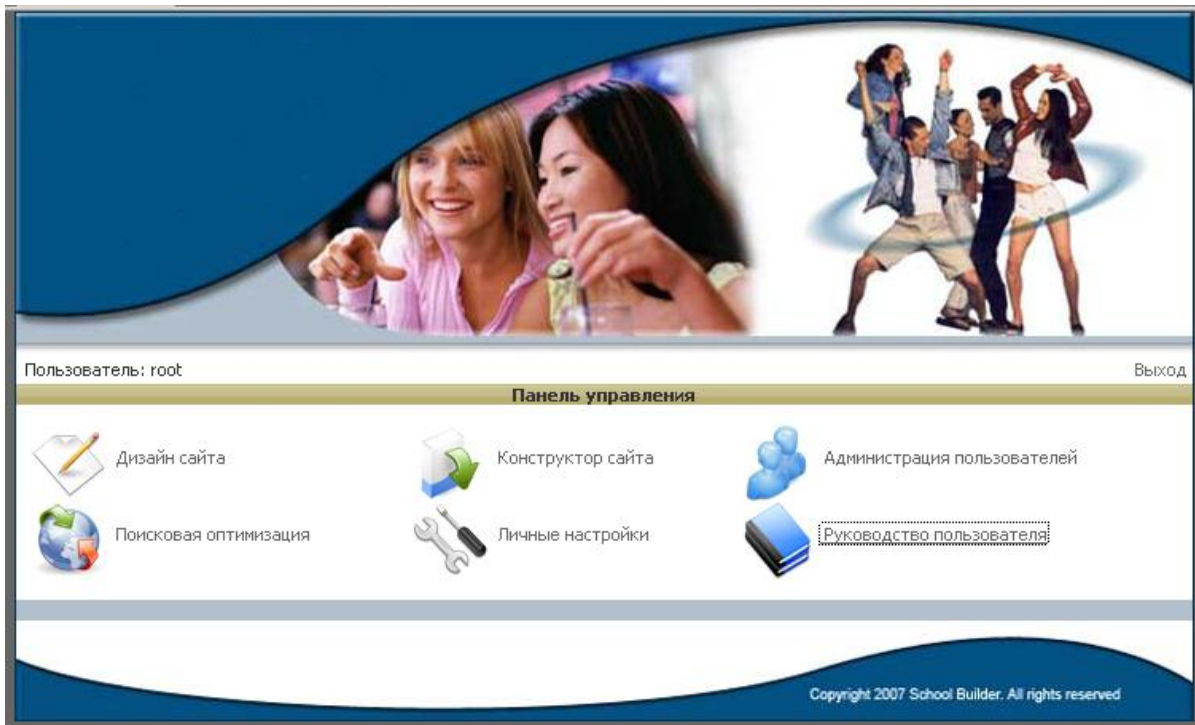 Пользователь: root
Выход
Панель управления
Дизайн сайта
Конструктор сайта
Администрация пользователей
Поисковая оптимизация
Личные настройки
Руководство пользователя
Copyright 2007 School Builder. All rights reserved